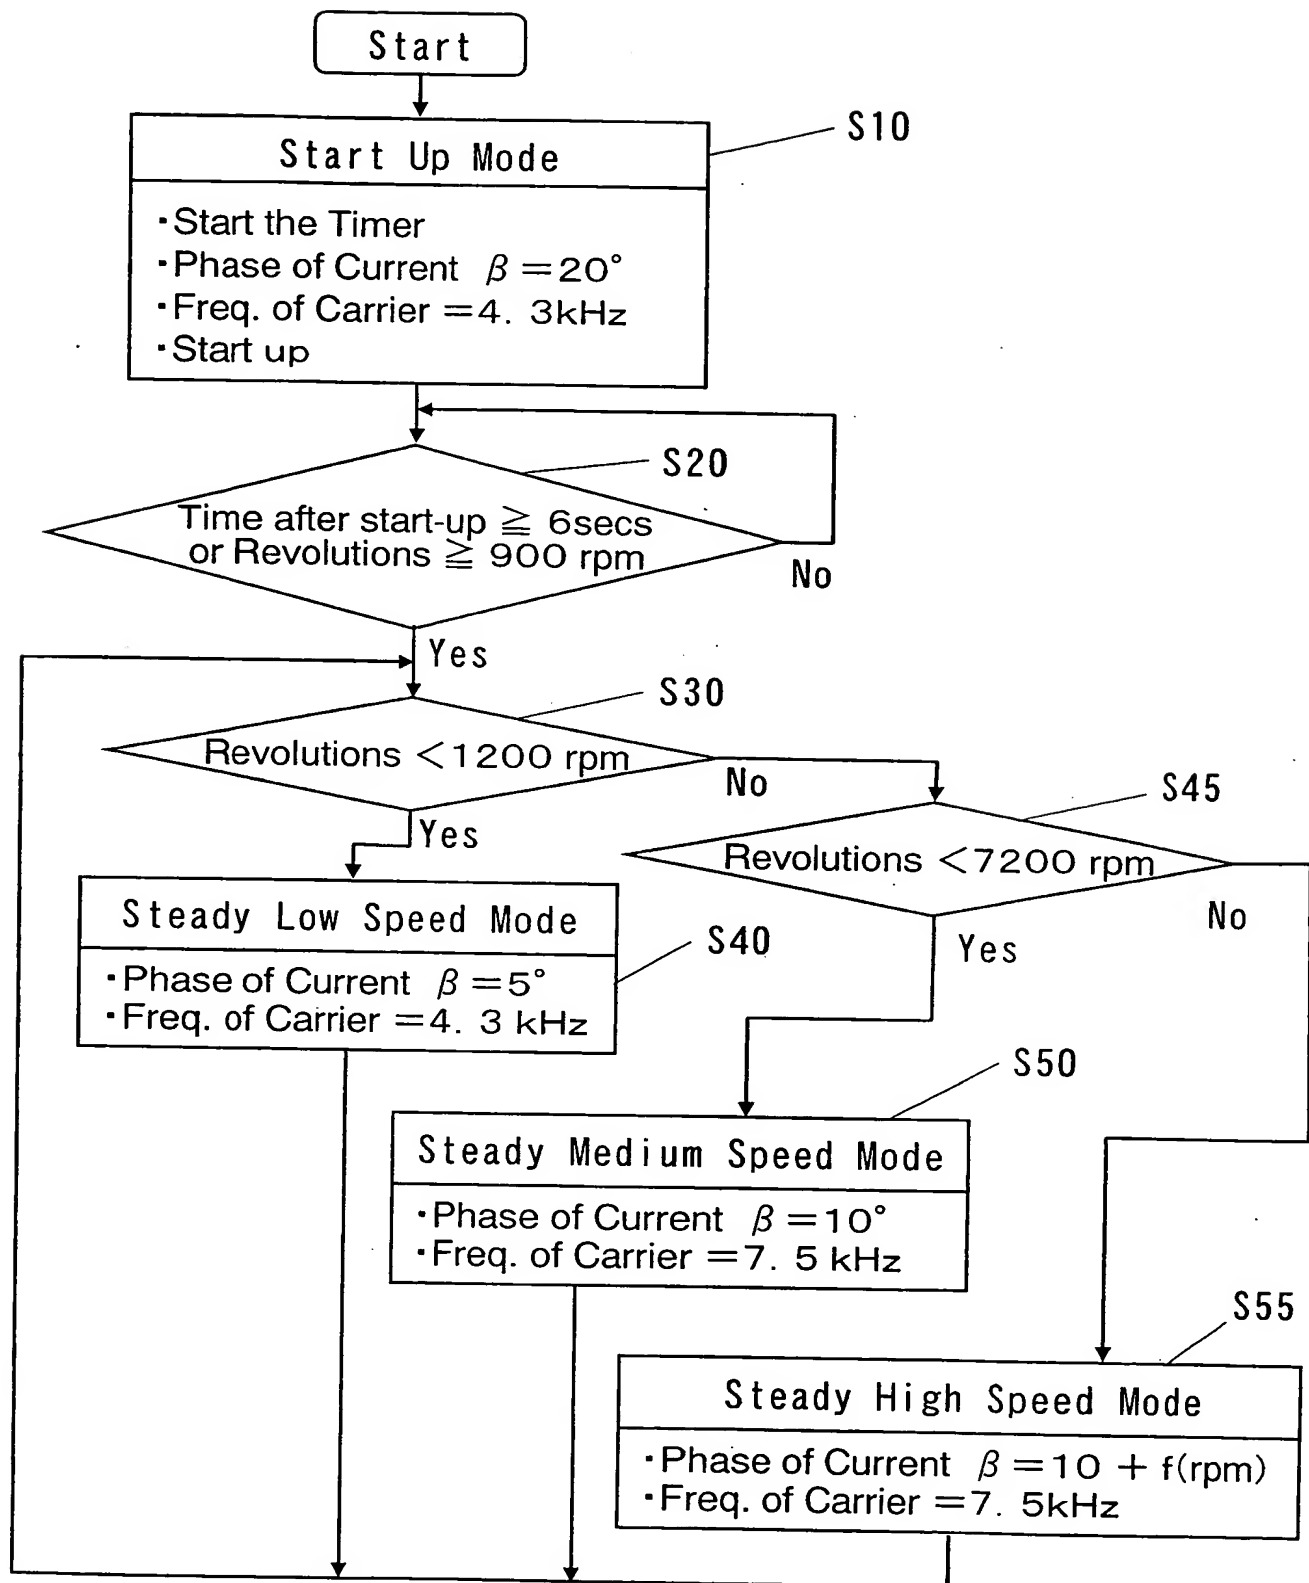 Start
S10
Start Up Mode
・Start the Timer
・Phase of Current β=20°
・Freq. of Carrier=4. 3kHz
・Start up
S20
Time after start-up ≧ 6secs
or Revolutions ≧ 900 rpm
No
Yes
S30
Revolutions <1200 rpm
No
Yes
S45
Revolutions <7200 rpm
No
Yes
Steady Low Speed Mode
S40
・Phase of Current β=5°
・Freq. of Carrier=4. 3 kHz
S50
Steady Medium Speed Mode
・Phase of Current β=10°
・Freq. of Carrier=7. 5 kHz
S55
Steady High Speed Mode
・Phase of Current β=10 + f(rpm)
・Freq. of Carrier=7. 5kHz